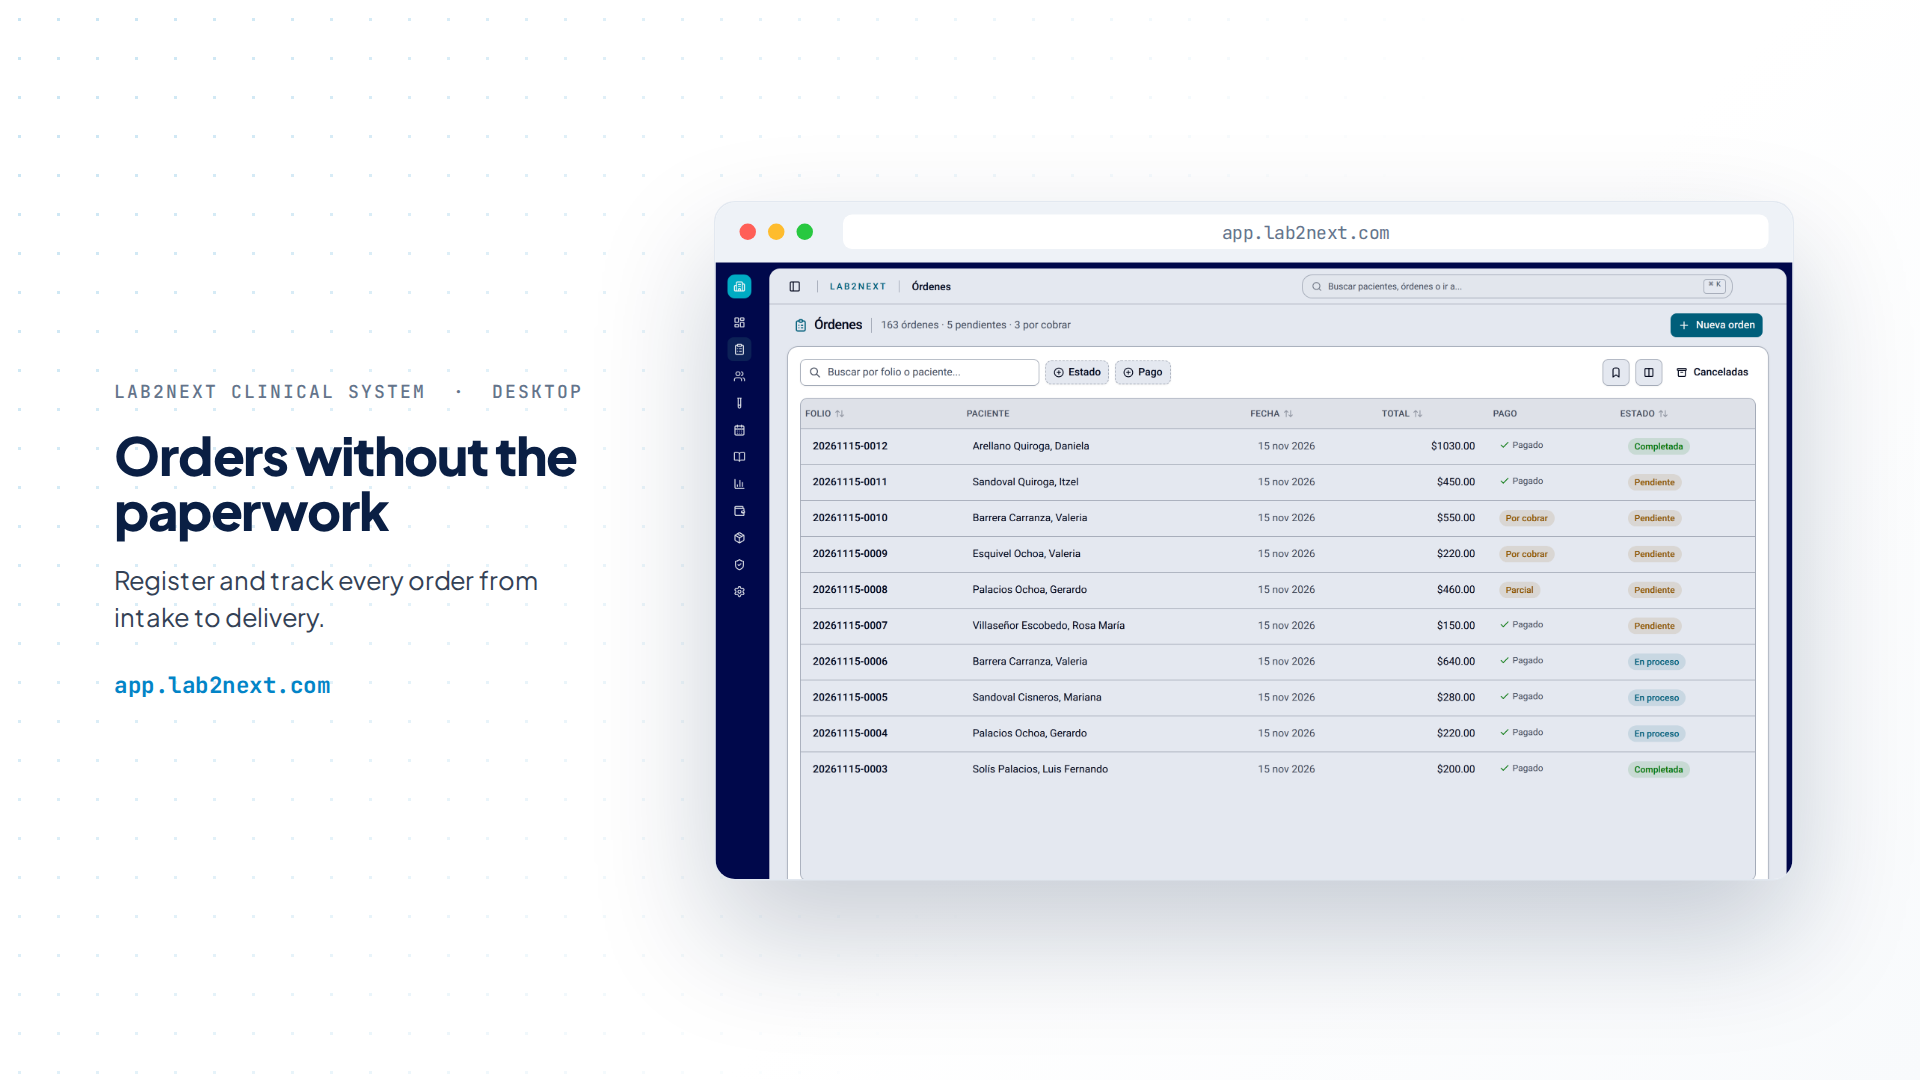 LAB2NEXT CLINICAL SYSTEM · DESKTOP
Orders without the
paperwork
Register and track every order from
intake to delivery.
app.lab2next.com
app.lab2next.com
LAB2NEXT Órdenes
Buscar pacientes, órdenes o ir a... ⌘ K
Órdenes 163 órdenes · 5 pendientes · 3 por cobrar
Nueva orden
Buscar por folio o paciente... Estado Pago Canceladas
FOLIO PACIENTE FECHA TOTAL PAGO ESTADO
20261115-0012 Arellano Quiroga, Daniela 15 nov 2026 $1030.00 Pagado Completada
20261115-0011 Sandoval Quiroga, Itzel 15 nov 2026 $450.00 Pagado Pendiente
20261115-0010 Barrera Carranza, Valeria 15 nov 2026 $550.00 Por cobrar Pendiente
20261115-0009 Esquivel Ochoa, Valeria 15 nov 2026 $220.00 Por cobrar Pendiente
20261115-0008 Palacios Ochoa, Gerardo 15 nov 2026 $460.00 Parcial Pendiente
20261115-0007 Villaseñor Escobedo, Rosa María 15 nov 2026 $150.00 Pagado Pendiente
20261115-0006 Barrera Carranza, Valeria 15 nov 2026 $640.00 Pagado En proceso
20261115-0005 Sandoval Cisneros, Mariana 15 nov 2026 $280.00 Pagado En proceso
20261115-0004 Palacios Ochoa, Gerardo 15 nov 2026 $220.00 Pagado En proceso
20261115-0003 Solís Palacios, Luis Fernando 15 nov 2026 $200.00 Pagado Completada